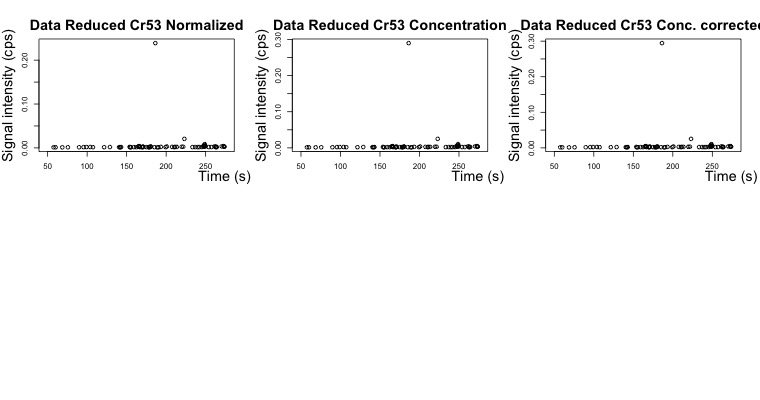 Data Reduced Cr53 Normalized
Signal intensity (cps)
0.00 0.10 0.20
50 100 150 200 250
Time (s)
Data Reduced Cr53 Concentration
Signal intensity (cps)
0.00 0.10 0.20 0.30
50 100 150 200 250
Time (s)
Data Reduced Cr53 Conc. corrected
Signal intensity (cps)
0.00 0.10 0.20 0.30
50 100 150 200 250
Time (s)